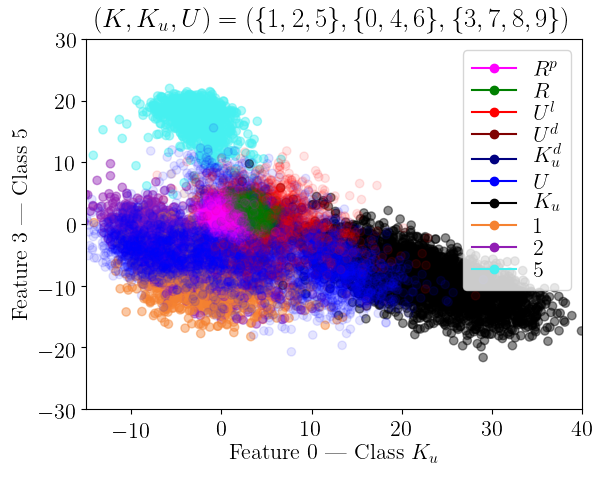 (K, K_u, U) = ({1, 2, 5}, {0, 4, 6}, {3, 7, 8, 9})
30
20
10
0
−10
−20
−30
Feature 3 — Class 5
R^p
R
U^l
U^d
K_u^d
U
K_u
1
2
5
−10 0 10 20 30 40
Feature 0 — Class K_u